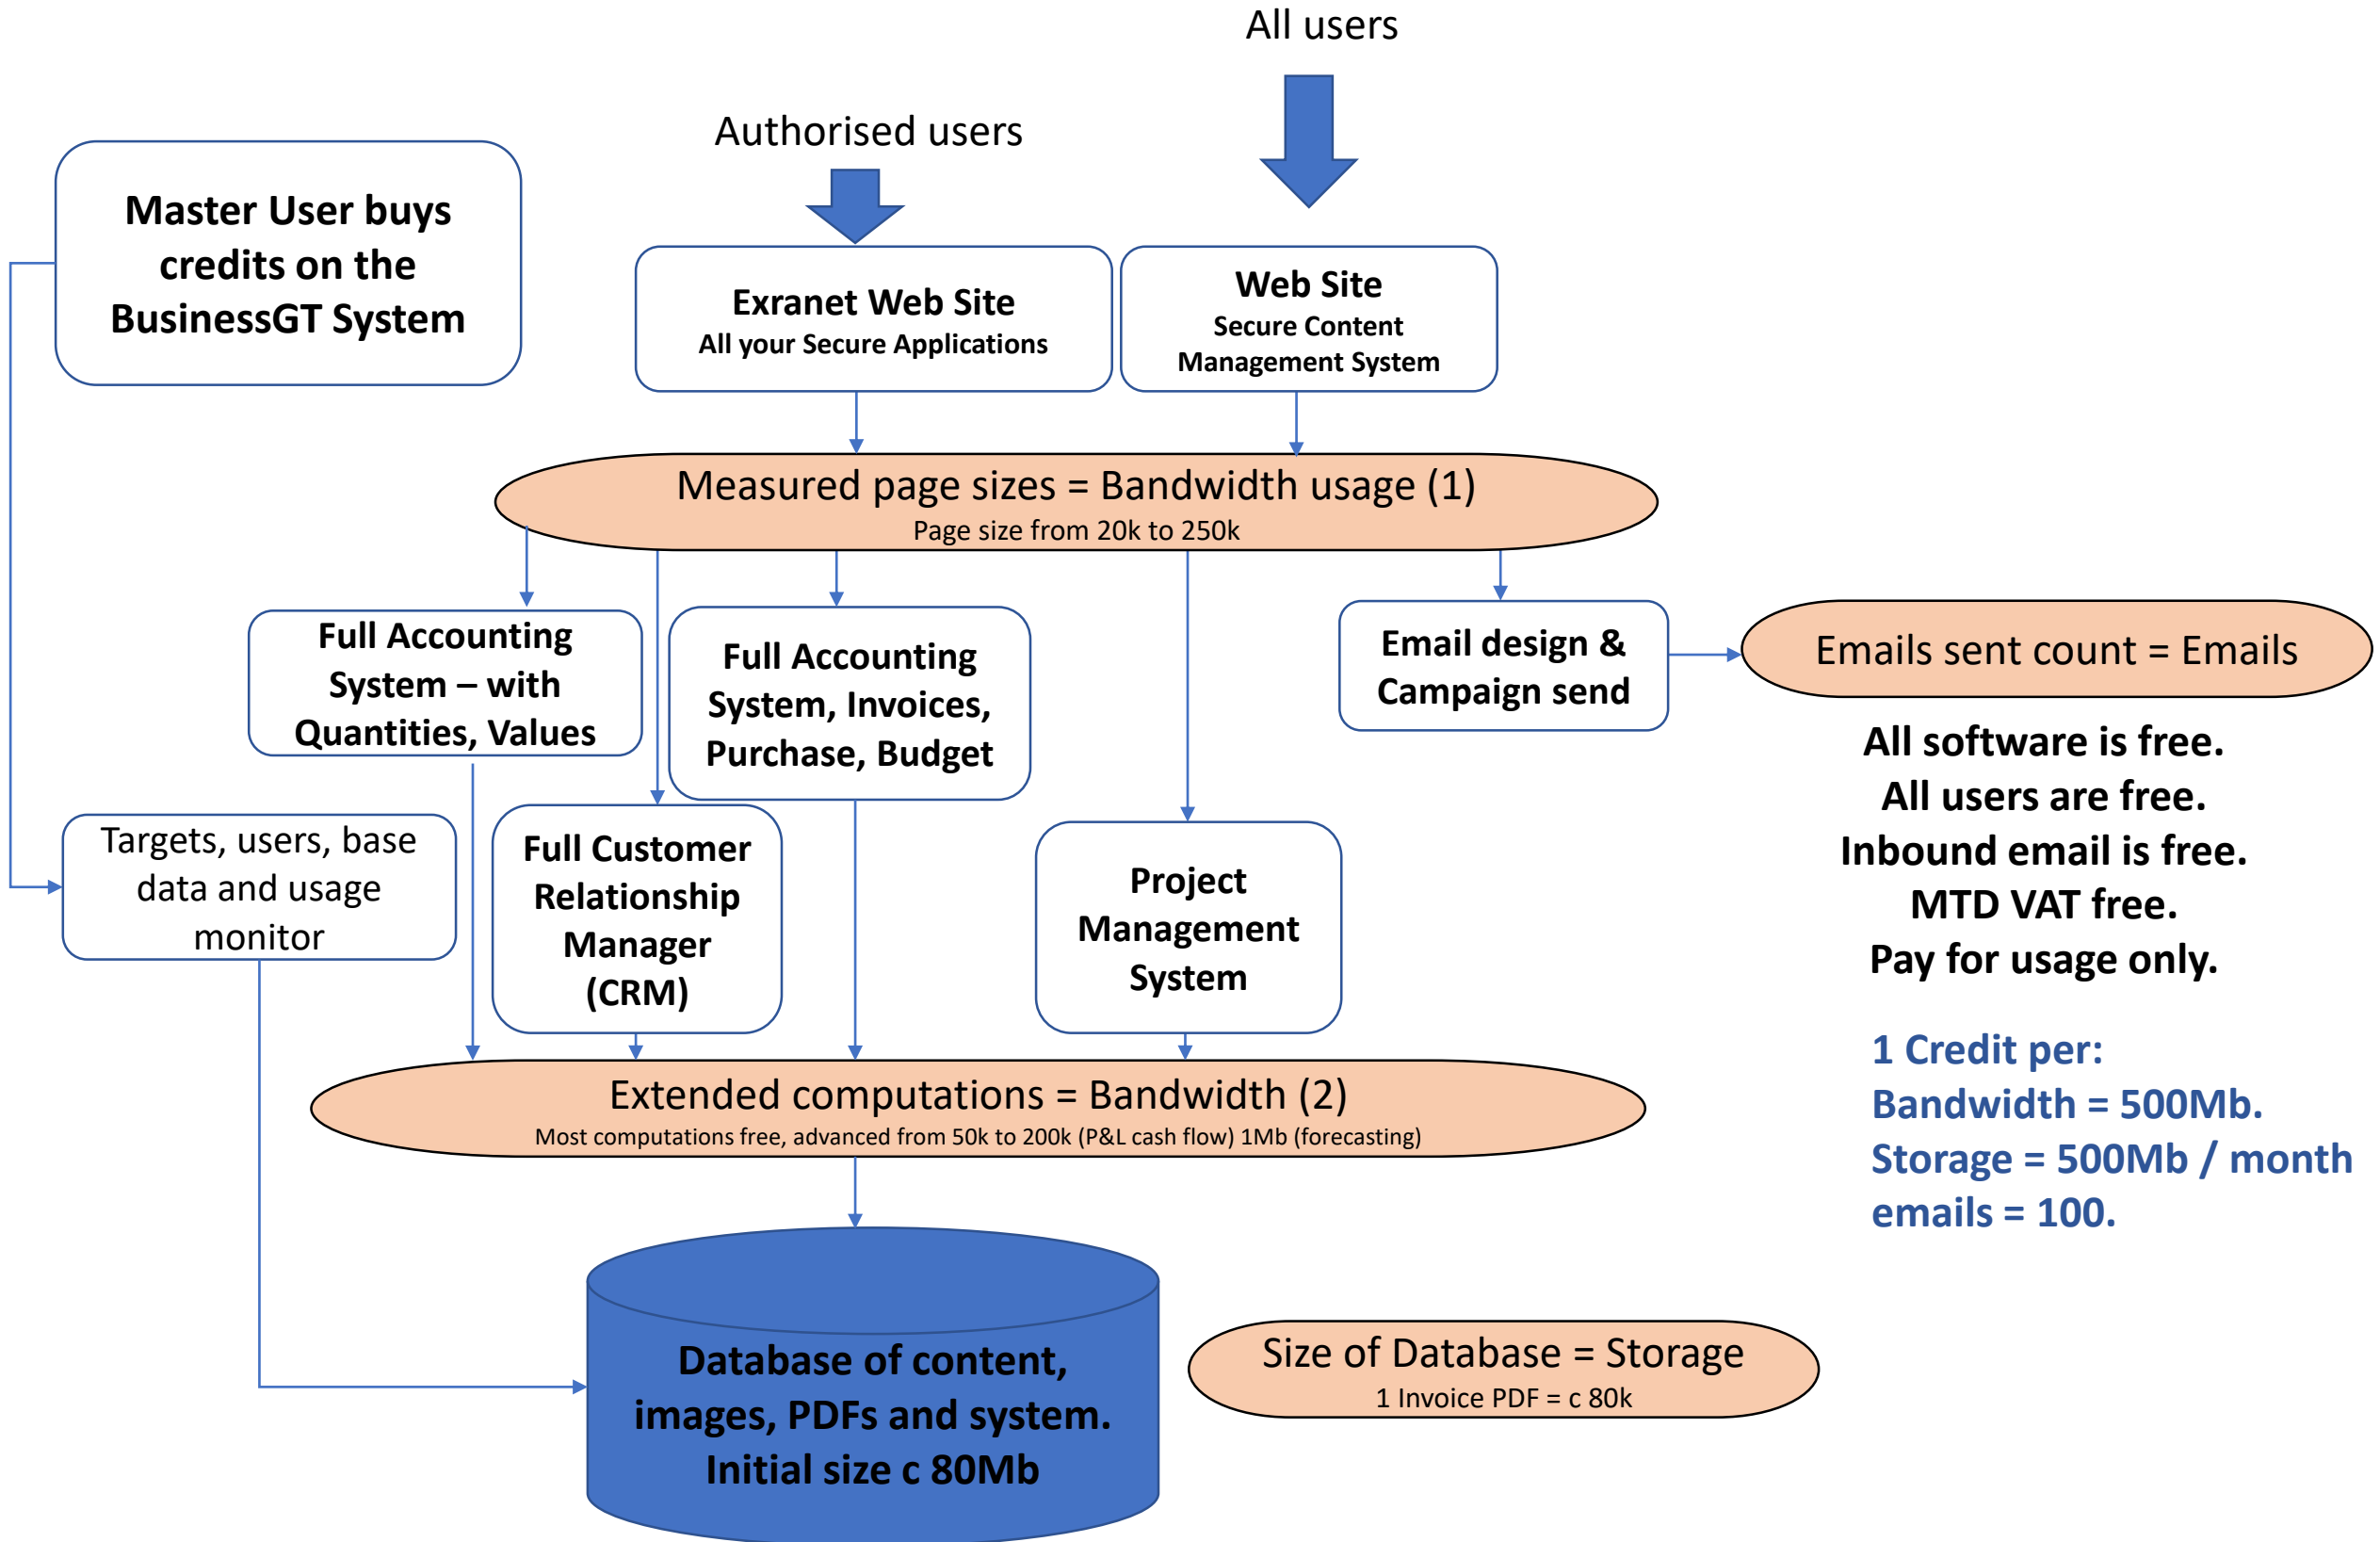 All users
Authorised users
Master User buys
credits on the
BusinessGT System
Exranet Web Site
All your Secure Applications
Web Site
Secure Content
Management System
Measured page sizes = Bandwidth usage (1)
Page size from 20k to 250k
Full Accounting
System – with
Quantities, Values
Full Accounting
System, Invoices,
Purchase, Budget
Email design &
Campaign send
Emails sent count = Emails
All software is free.
All users are free.
Inbound email is free.
MTD VAT free.
Pay for usage only.
Targets, users, base
data and usage
monitor
Full Customer
Relationship
Manager
(CRM)
Project
Management
System
1 Credit per:
Bandwidth = 500Mb.
Storage = 500Mb / month
emails = 100.
Extended computations = Bandwidth (2)
Most computations free, advanced from 50k to 200k (P&L cash flow) 1Mb (forecasting)
Database of content,
images, PDFs and system.
Initial size c 80Mb
Size of Database = Storage
1 Invoice PDF = c 80k